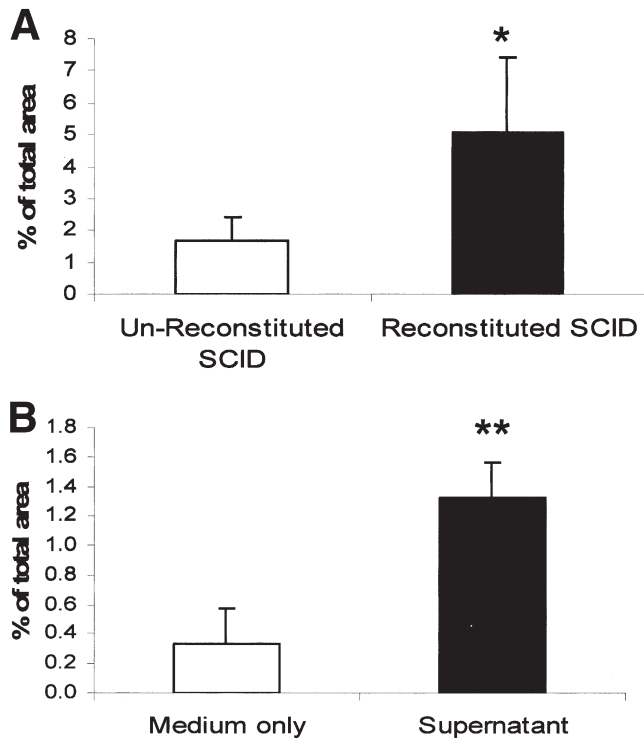 A
*
8
7
6
5
4
3
2
1
0
% of total area
Un-Reconstituted
SCID
Reconstituted SCID
B
**
1.8
1.6
1.4
1.2
1.0
0.8
0.6
0.4
0.2
0.0
% of total area
Medium only
Supernatant